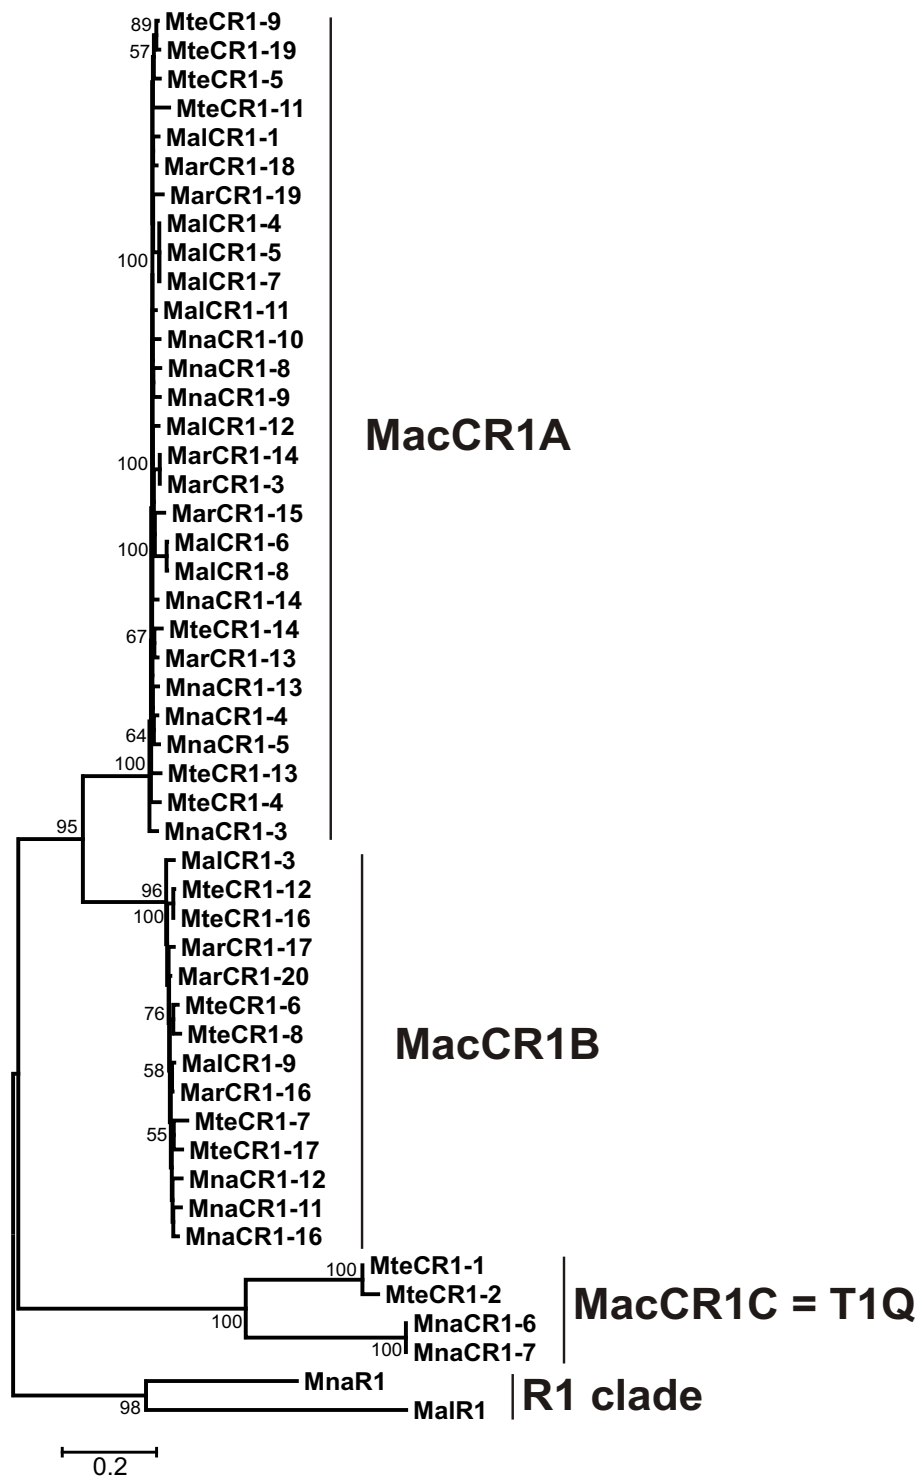 89
MteCR1-9
57
MteCR1-19
MteCR1-5
MteCR1-11
MalCR1-1
MarCR1-18
MarCR1-19
MalCR1-4
100
MalCR1-5
MalCR1-7
MalCR1-11
MnaCR1-10
MnaCR1-8
MnaCR1-9
MalCR1-12
MacCR1A
100
MarCR1-14
MarCR1-3
MarCR1-15
100
MalCR1-6
MalCR1-8
MnaCR1-14
67
MteCR1-14
MarCR1-13
MnaCR1-13
MnaCR1-4
64
MnaCR1-5
100
MteCR1-13
MteCR1-4
95
MnaCR1-3
MalCR1-3
96
MteCR1-12
100
MteCR1-16
MarCR1-17
MarCR1-20
76
MteCR1-6
MteCR1-8
MacCR1B
58
MalCR1-9
MarCR1-16
MteCR1-7
55
MteCR1-17
MnaCR1-12
MnaCR1-11
MnaCR1-16
100
MteCR1-1
MteCR1-2
MacCR1C = T1Q
100
MnaCR1-6
100
MnaCR1-7
MnaR1
R1 clade
98
MalR1
0.2